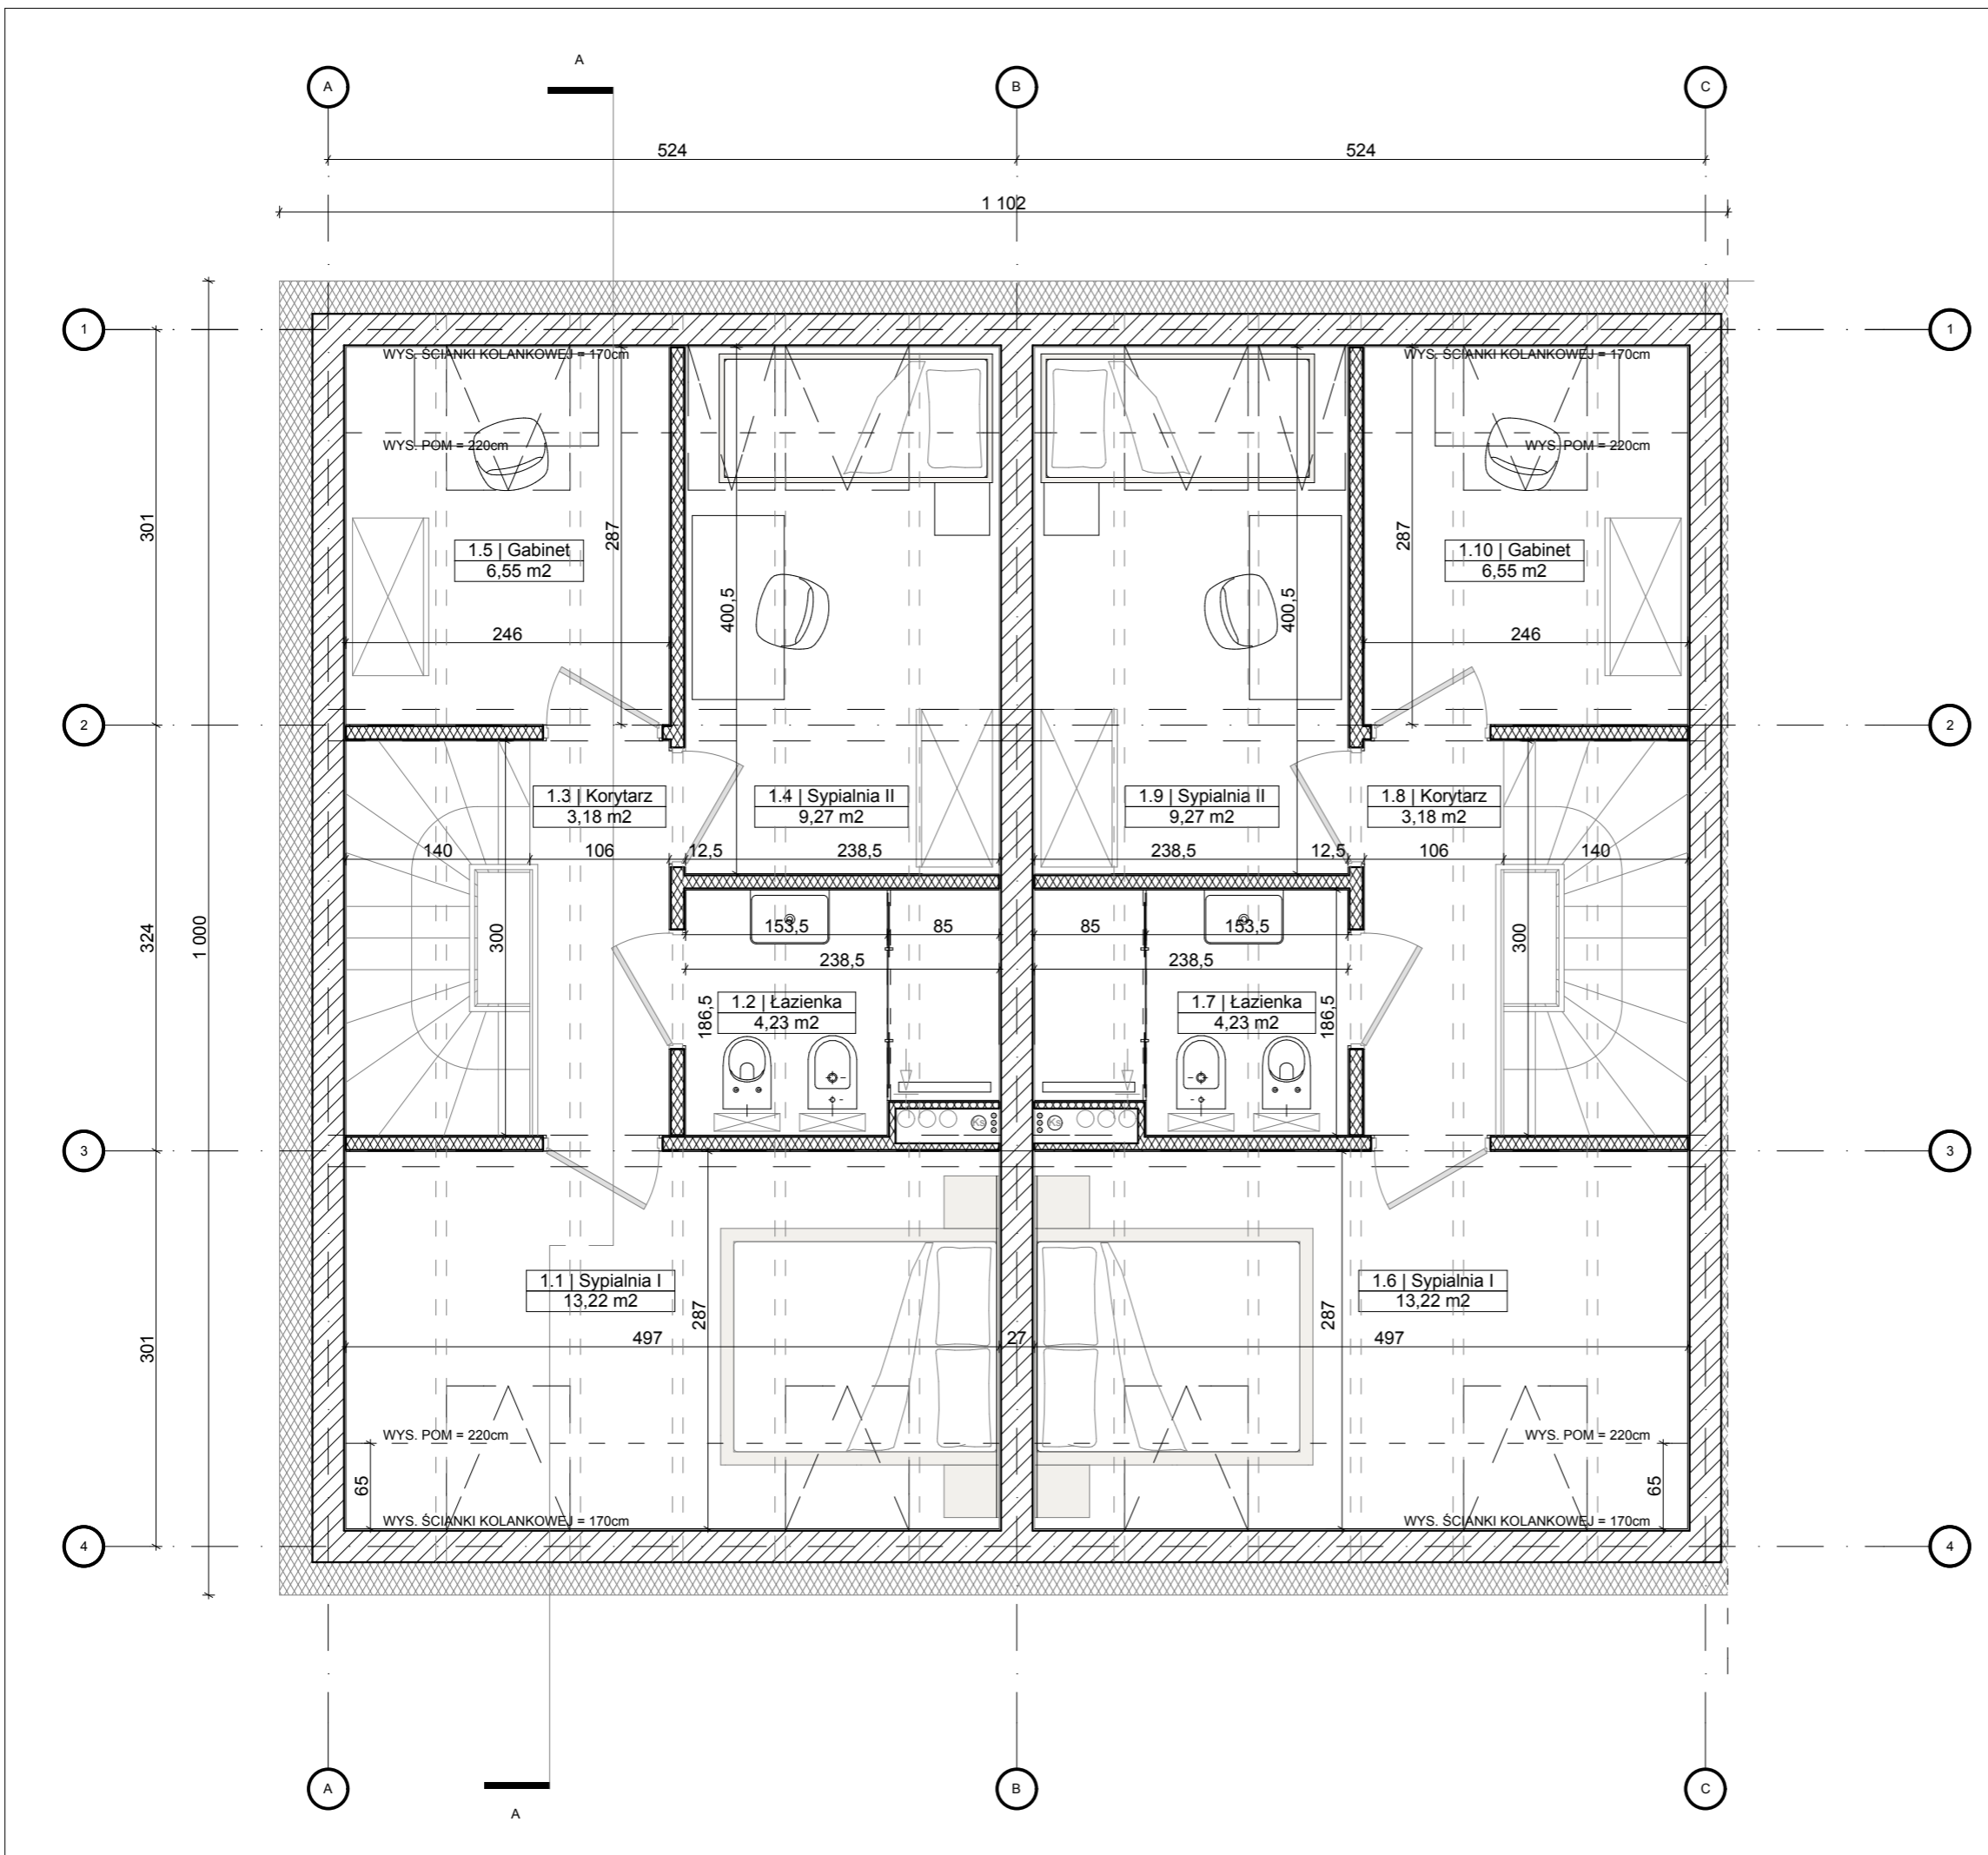 A
A B C
524 524
1 102
1 1
WYS. ŚCIANKI KOLANKOWEJ = 170cm WYS. ŚCIANKI KOLANKOWEJ = 170cm
WYS. POM = 220cm WYS. POM = 220cm
301 287 287
1.5 | Gabinet 1.10 | Gabinet
6,55 m2 6,55 m2
400,5 400,5
246 246
2 2
1.3 | Korytarz 1.4 | Sypialnia II 1.9 | Sypialnia II 1.8 | Korytarz
3,18 m2 9,27 m2 9,27 m2 3,18 m2
140 106 12,5 238,5 238,5 12,5 106 140
153,5 85 85 153,5
324 1 000 300 300
238,5 238,5
1.2 | Łazienka 1.7 | Łazienka
186,5 4,23 m2 4,23 m2 186,5
Ks Ks
3 3
1.1 | Sypialnia I 1.6 | Sypialnia I
13,22 m2 13,22 m2
287 287
301 497 27 497
WYS. POM = 220cm WYS. POM = 220cm
65 65
WYS. ŚCIANKI KOLANKOWEJ = 170cm WYS. ŚCIANKI KOLANKOWEJ = 170cm
4 4
A B C
A